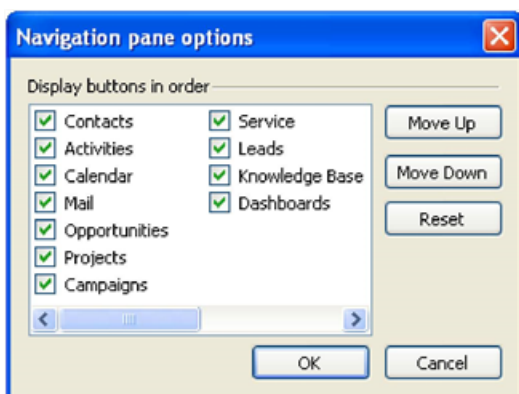 Navigation pane options
Display buttons in order
Contacts
Activities
Calendar
Mail
Opportunities
Projects
Campaigns
Service
Leads
Knowledge Base
Dashboards
Move Up
Move Down
Reset
OK
Cancel